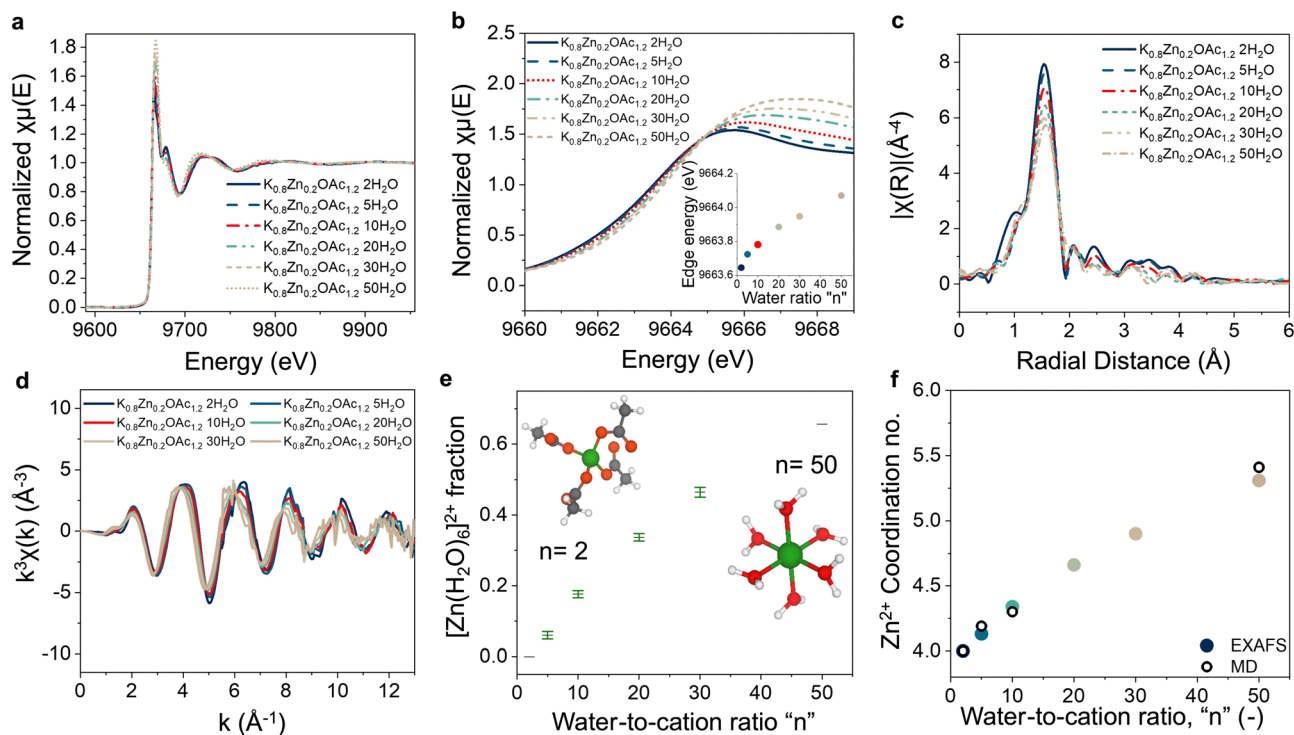 a
Normalized χμ(E)
1.8
1.6
1.4
1.2
1.0
0.8
0.6
0.4
0.2
0.0
K0.8Zn0.2OAc1.2 2H2O
K0.8Zn0.2OAc1.2 5H2O
K0.8Zn0.2OAc1.2 10H2O
K0.8Zn0.2OAc1.2 20H2O
K0.8Zn0.2OAc1.2 30H2O
K0.8Zn0.2OAc1.2 50H2O
9600 9700 9800 9900
Energy (eV)
b
Normalized χμ(E)
2.5
2.0
1.5
1.0
0.5
0.0
K0.8Zn0.2OAc1.2 2H2O
K0.8Zn0.2OAc1.2 5H2O
K0.8Zn0.2OAc1.2 10H2O
K0.8Zn0.2OAc1.2 20H2O
K0.8Zn0.2OAc1.2 30H2O
K0.8Zn0.2OAc1.2 50H2O
Edge energy (eV)
9664.2
9664.0
9663.8
9663.6
0 10 20 30 40 50
Water ratio "n"
9660 9662 9664 9666 9668
Energy (eV)
c
|χ(R)|(Å-4)
8
6
4
2
0
K0.8Zn0.2OAc1.2 2H2O
K0.8Zn0.2OAc1.2 5H2O
K0.8Zn0.2OAc1.2 10H2O
K0.8Zn0.2OAc1.2 20H2O
K0.8Zn0.2OAc1.2 30H2O
K0.8Zn0.2OAc1.2 50H2O
0 1 2 3 4 5 6
Radial Distance (Å)
d
k3χ(k) (Å-3)
10
5
0
-5
-10
K0.8Zn0.2OAc1.2 2H2O K0.8Zn0.2OAc1.2 5H2O
K0.8Zn0.2OAc1.2 10H2O K0.8Zn0.2OAc1.2 20H2O
K0.8Zn0.2OAc1.2 30H2O K0.8Zn0.2OAc1.2 50H2O
0 2 4 6 8 10 12
k (Å-1)
e
[Zn(H2O)6]2+ fraction
0.6
0.4
0.2
0.0
n= 2
n= 50
0 10 20 30 40 50
Water-to-cation ratio “n”
f
Zn2+ Coordination no.
6.0
5.5
5.0
4.5
4.0
EXAFS
MD
0 10 20 30 40 50
Water-to-cation ratio, “n” (-)